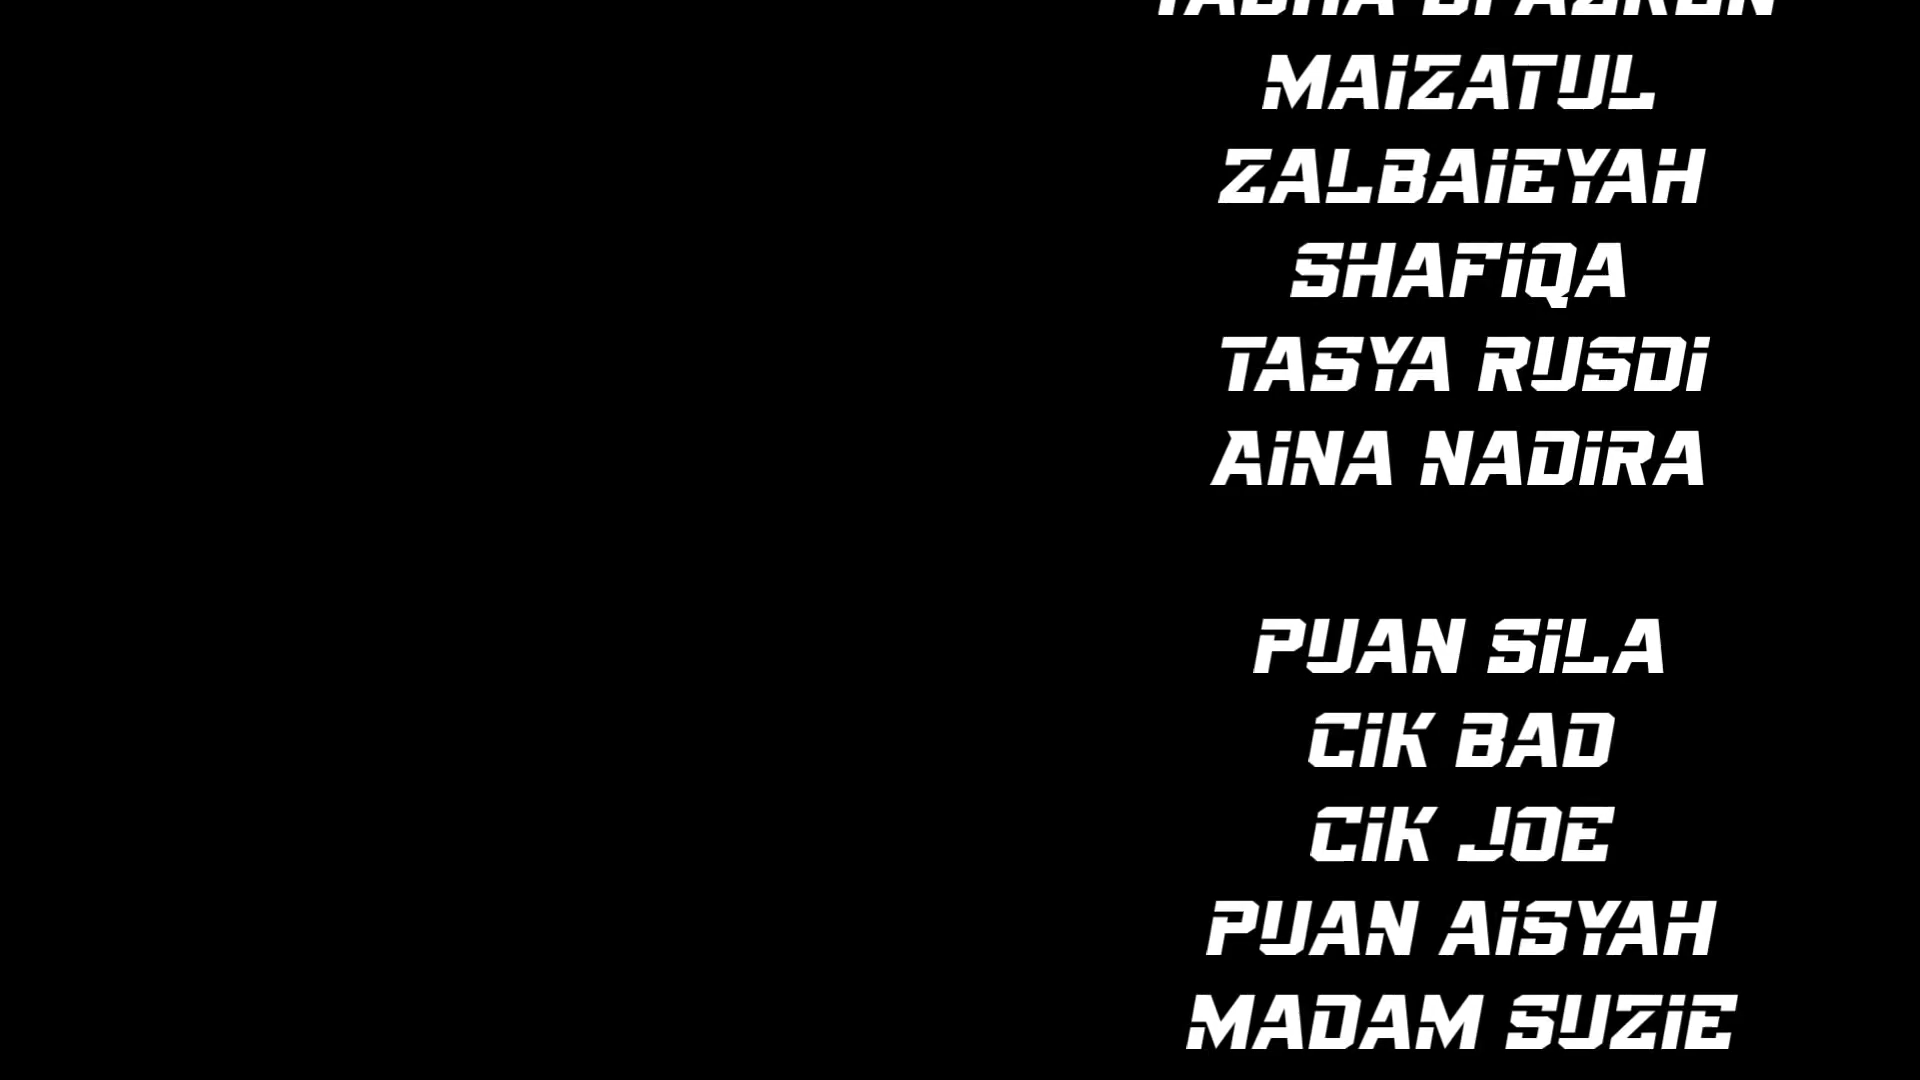 MAiZATUL
ZALBAiEYAH
SHAFiQA
TASYA RUSDi
AiNA NADiRA
PUAN SiLA
CiK BAD
CiK JOE
PUAN AiSYAH
MADAM SUZiE